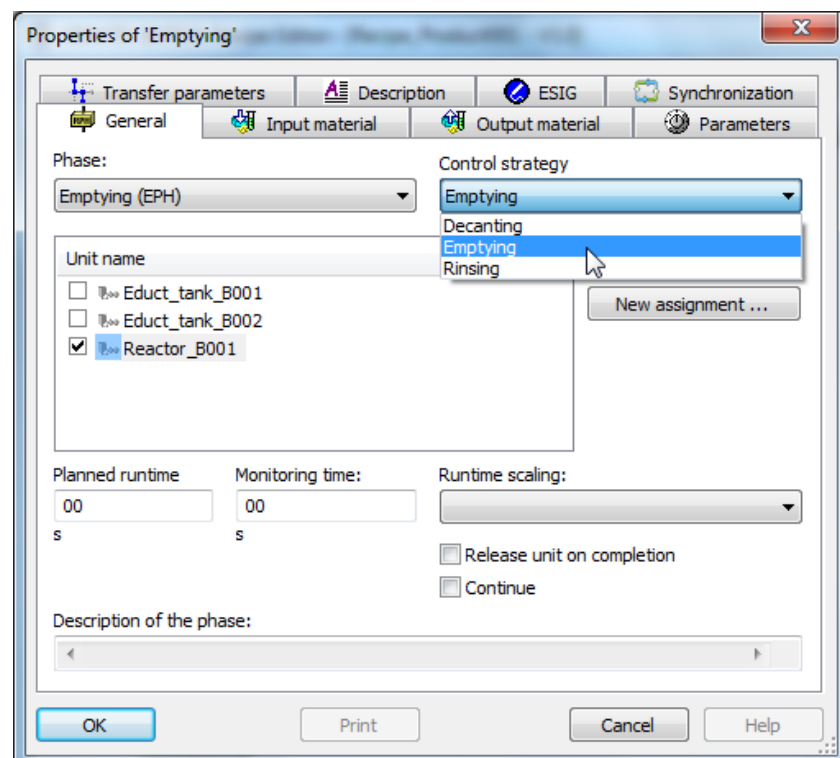 Properties of 'Emptying'
Transfer parameters
Description
ESIG
Synchronization
General
Input material
Output material
Parameters
Phase:
Control strategy
Emptying (EPH)
Emptying
Decanting
Emptying
Rinsing
Unit name
New assignment ...
Educt_tank_B001
Educt_tank_B002
Reactor_B001
Planned runtime
Monitoring time:
Runtime scaling:
00
00
s
s
Release unit on completion
Continue
Description of the phase:
OK
Print
Cancel
Help